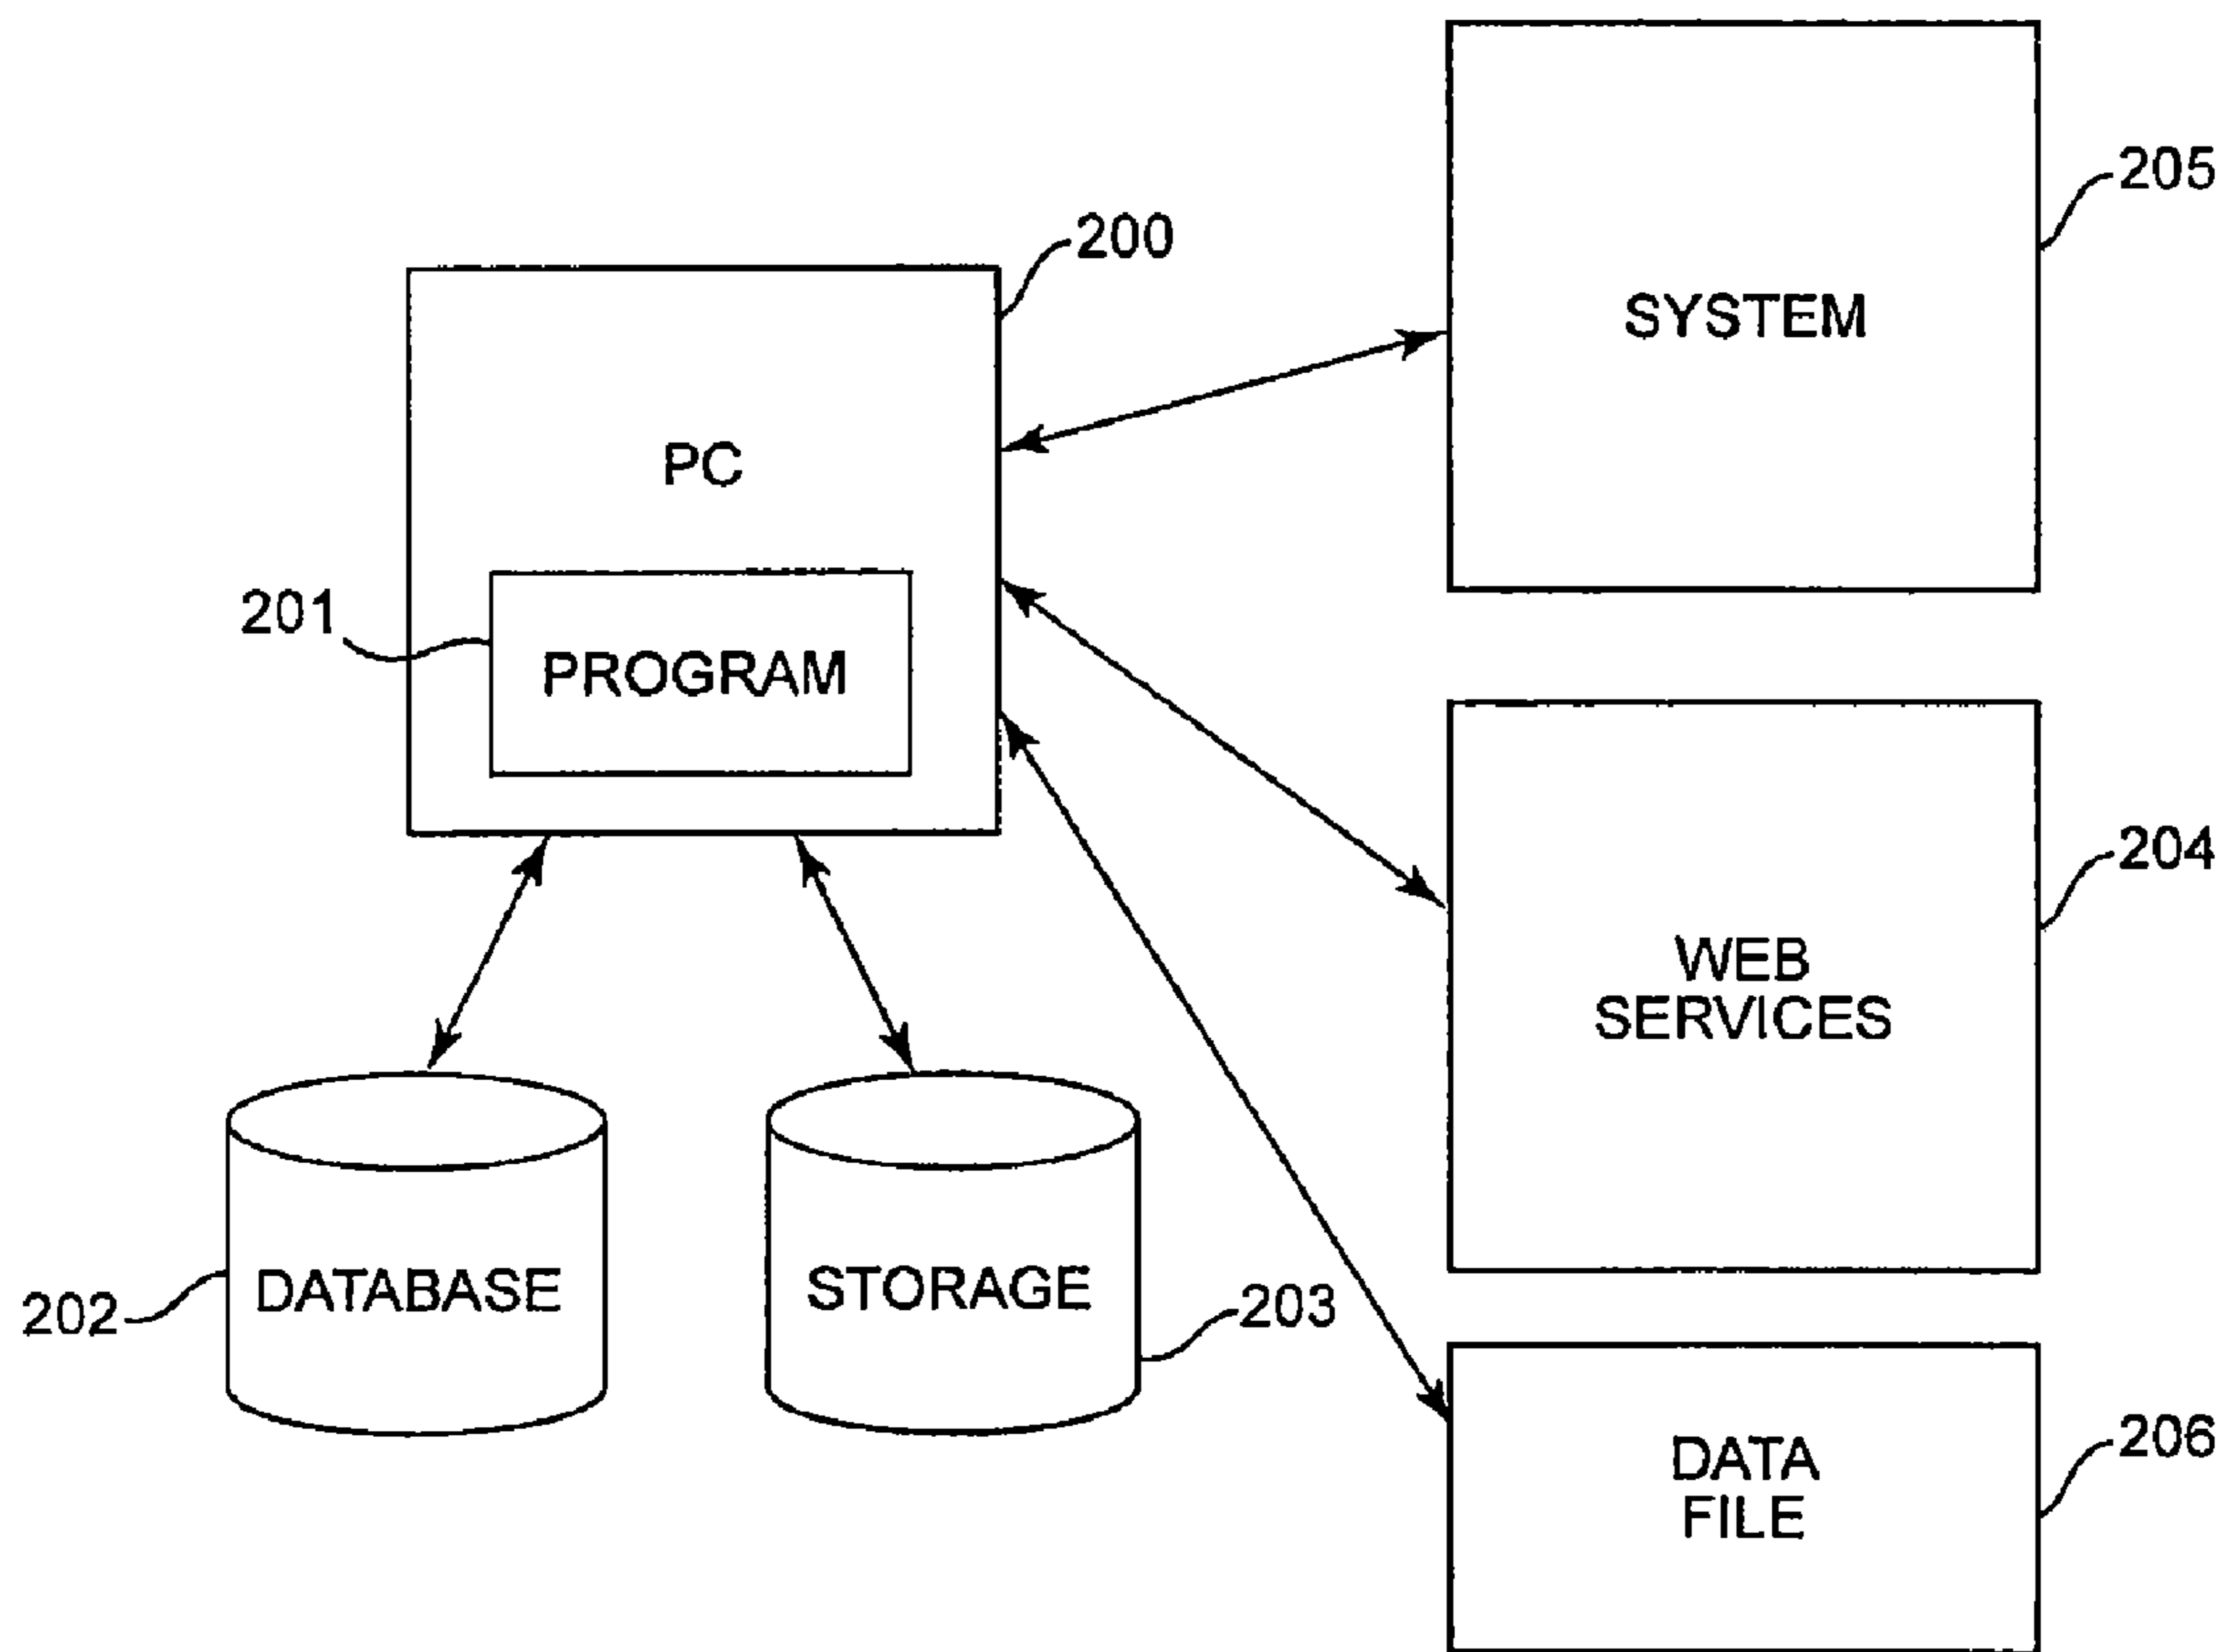 205
200
SYSTEM
PC
201
PROGRAM
204
WEB
SERVICES
202
DATABASE
STORAGE
203
206
DATA
FILE